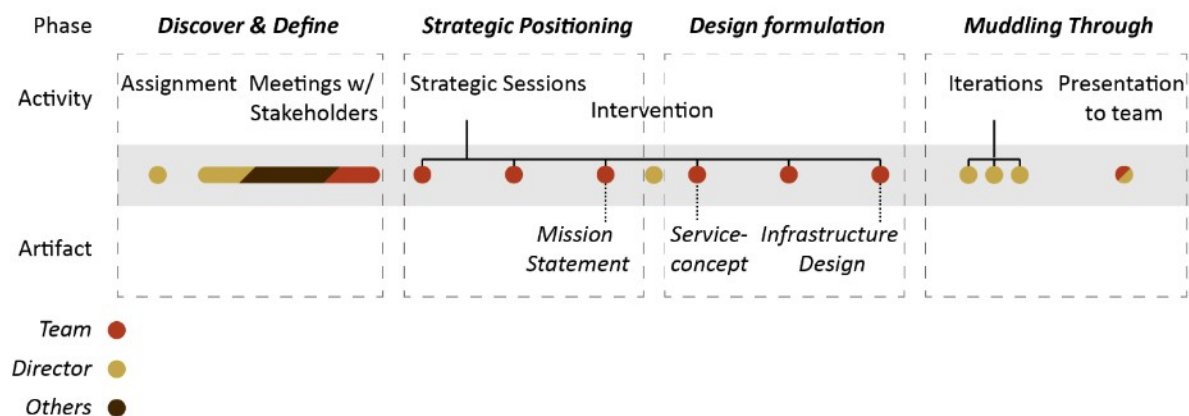 Phase
Discover & Define
Strategic Positioning
Design formulation
Muddling Through
Activity
Assignment
Meetings w/
Stakeholders
Strategic Sessions
Intervention
Iterations
Presentation
to team
Artifact
Mission
Statement
Service-
concept
Infrastructure
Design
Team
Director
Others